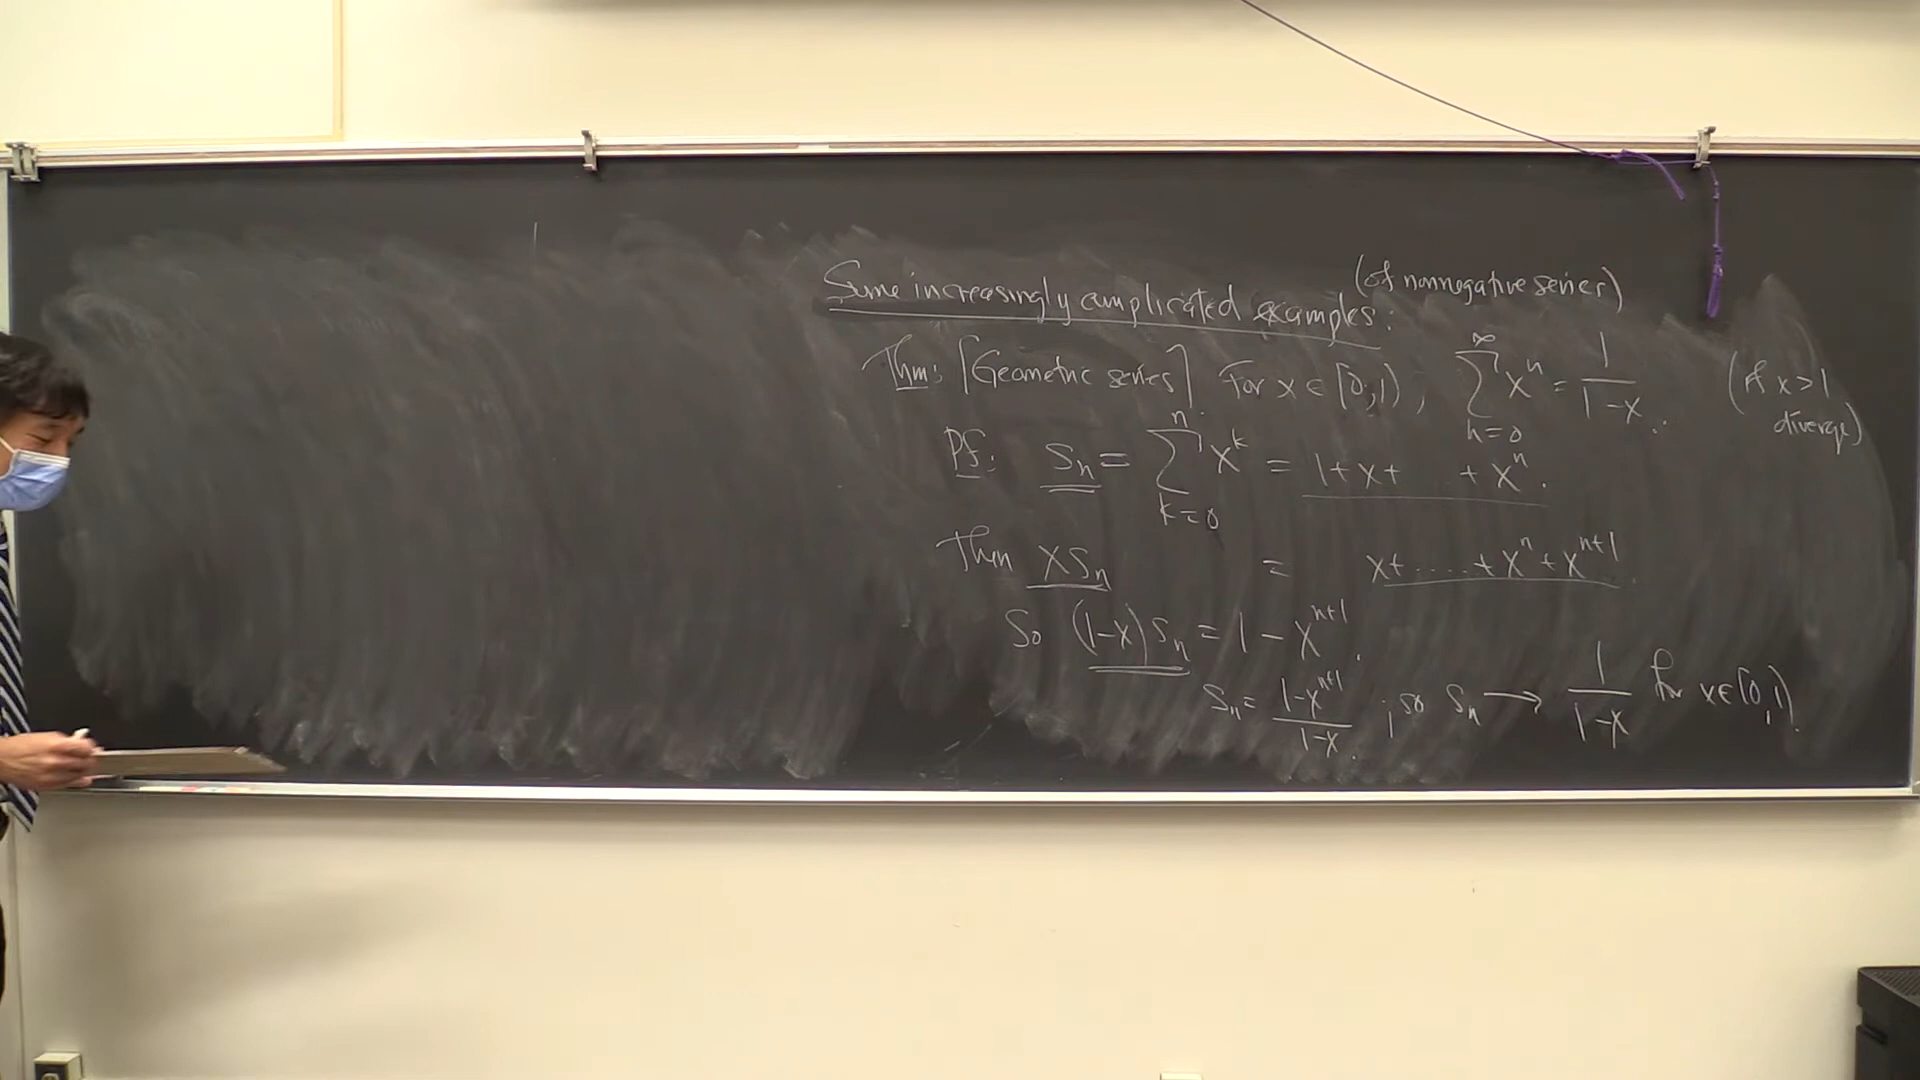 Some increasingly complicated examples: (of nonnegative series)
Thm: [Geometric series] For x ∈ [0,1), ∑_{n=0}^{∞} x^n = 1/(1-x). (If x>1 diverge)
Pf: S_n = ∑_{k=0}^{n} x^k = 1+x+ .. +x^n.
Then xS_n = x+.....+x^n+x^{n+1}.
So (1-x)S_n = 1-x^{n+1}.
S_n = (1-x^{n+1})/(1-x). ; so S_n → 1/(1-x) for x∈[0,1).